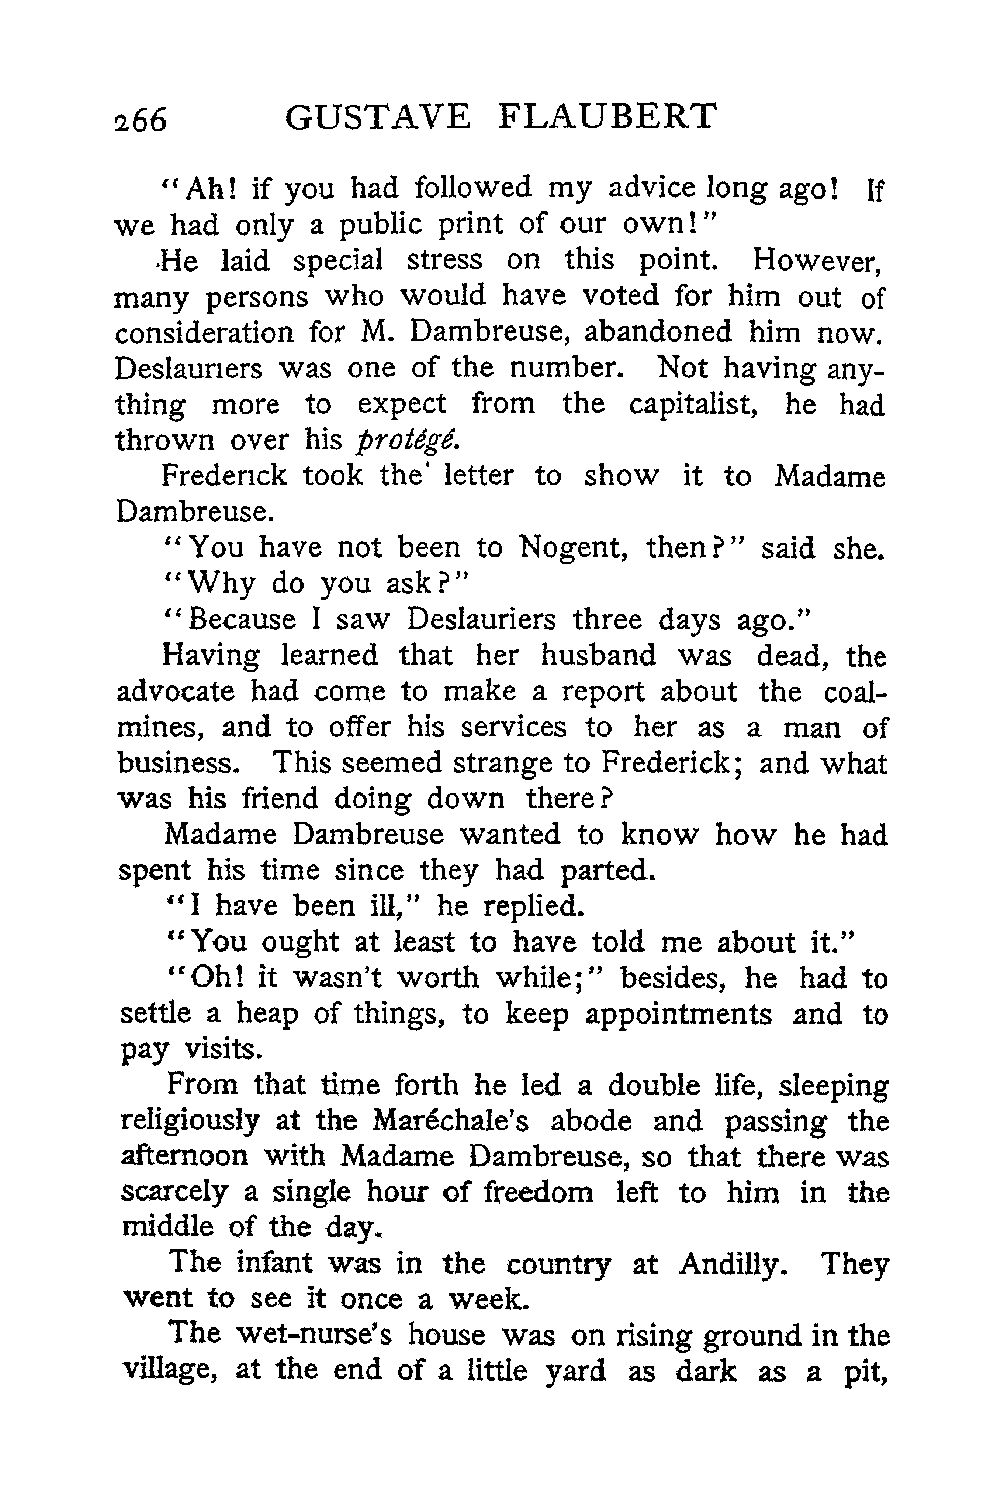 266 GUSTAVE FLAUBERT
"Ah! if you had followed my advice long ago! If
we had only a public print of our own!"
He laid special stress on this point. However,
many persons who would have voted for him out of
consideration for M. Dambreuse, abandoned him now.
Deslauriers was one of the number. Not having any-
thing more to expect from the capitalist, he had
thrown over his protégé.
Frederick took the letter to show it to Madame
Dambreuse.
"You have not been to Nogent, then?" said she.
"Why do you ask?"
"Because I saw Deslauriers three days ago."
Having learned that her husband was dead, the
advocate had come to make a report about the coal-
mines, and to offer his services to her as a man of
business. This seemed strange to Frederick; and what
was his friend doing down there?
Madame Dambreuse wanted to know how he had
spent his time since they had parted.
"I have been ill," he replied.
"You ought at least to have told me about it."
"Oh! it wasn't worth while;" besides, he had to
settle a heap of things, to keep appointments and to
pay visits.
From that time forth he led a double life, sleeping
religiously at the Maréchale's abode and passing the
afternoon with Madame Dambreuse, so that there was
scarcely a single hour of freedom left to him in the
middle of the day.
The infant was in the country at Andilly. They
went to see it once a week.
The wet-nurse's house was on rising ground in the
village, at the end of a little yard as dark as a pit,